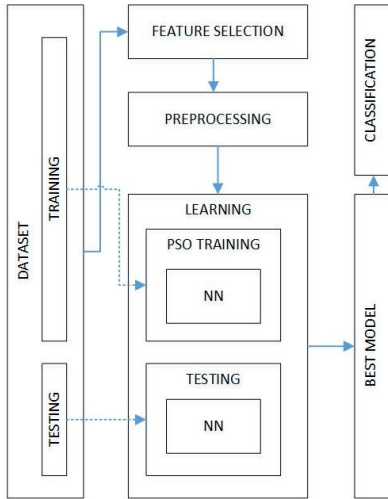 DATASET
TRAINING
TESTING
FEATURE SELECTION
PREPROCESSING
LEARNING
PSO TRAINING
NN
TESTING
NN
BEST MODEL
CLASSIFICATION